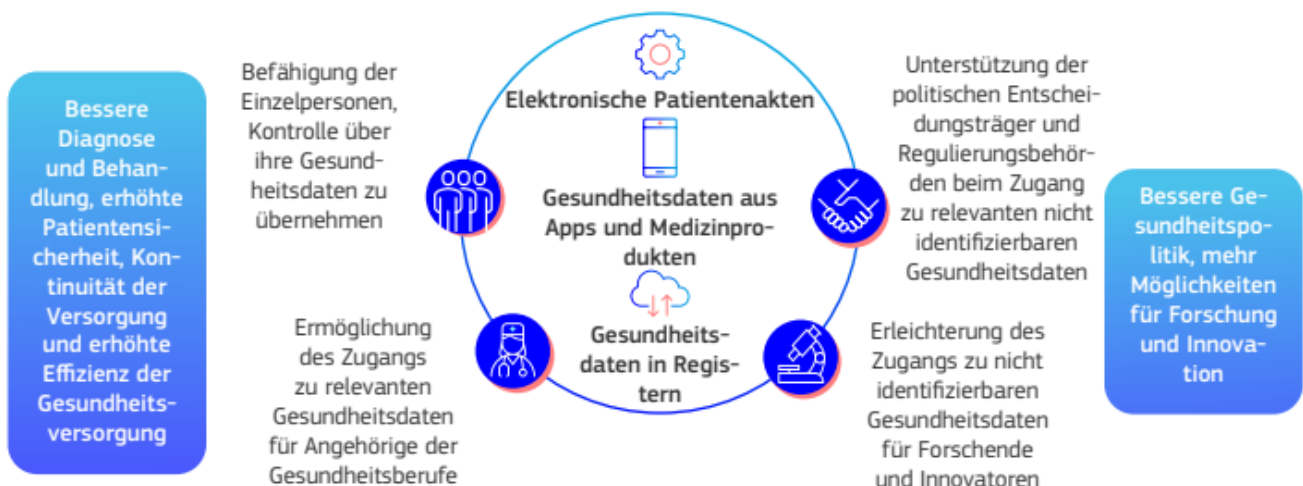 Bessere
Diagnose
und Behan-
dlung, erhöhte
Patientensi-
cherheit, Kon-
tinuität der
Versorgung
und erhöhte
Effizienz der
Gesundheits-
versorgung
Befähigung der
Einzelpersonen,
Kontrolle über
ihre Gesund-
heitsdaten zu
übernehmen
Ermöglichung
des Zugangs
zu relevanten
Gesundheitsdaten
für Angehörige der
Gesundheitsberufe
Elektronische Patientenakten
Gesundheitsdaten aus
Apps und Medizinpro-
dukten
Gesundheits-
daten in Regis-
tern
Unterstützung der
politischen Entschei-
dungsträger und
Regulierungsbehör-
den beim Zugang
zu relevanten nicht
identifizierbaren
Gesundheitsdaten
Erleichterung des
Zugangs zu nicht
identifizierbaren
Gesundheitsdaten
für Forschende
und Innovatoren
Bessere Ge-
sundheitspo-
litik, mehr
Möglichkeiten
für Forschung
und Innova-
tion